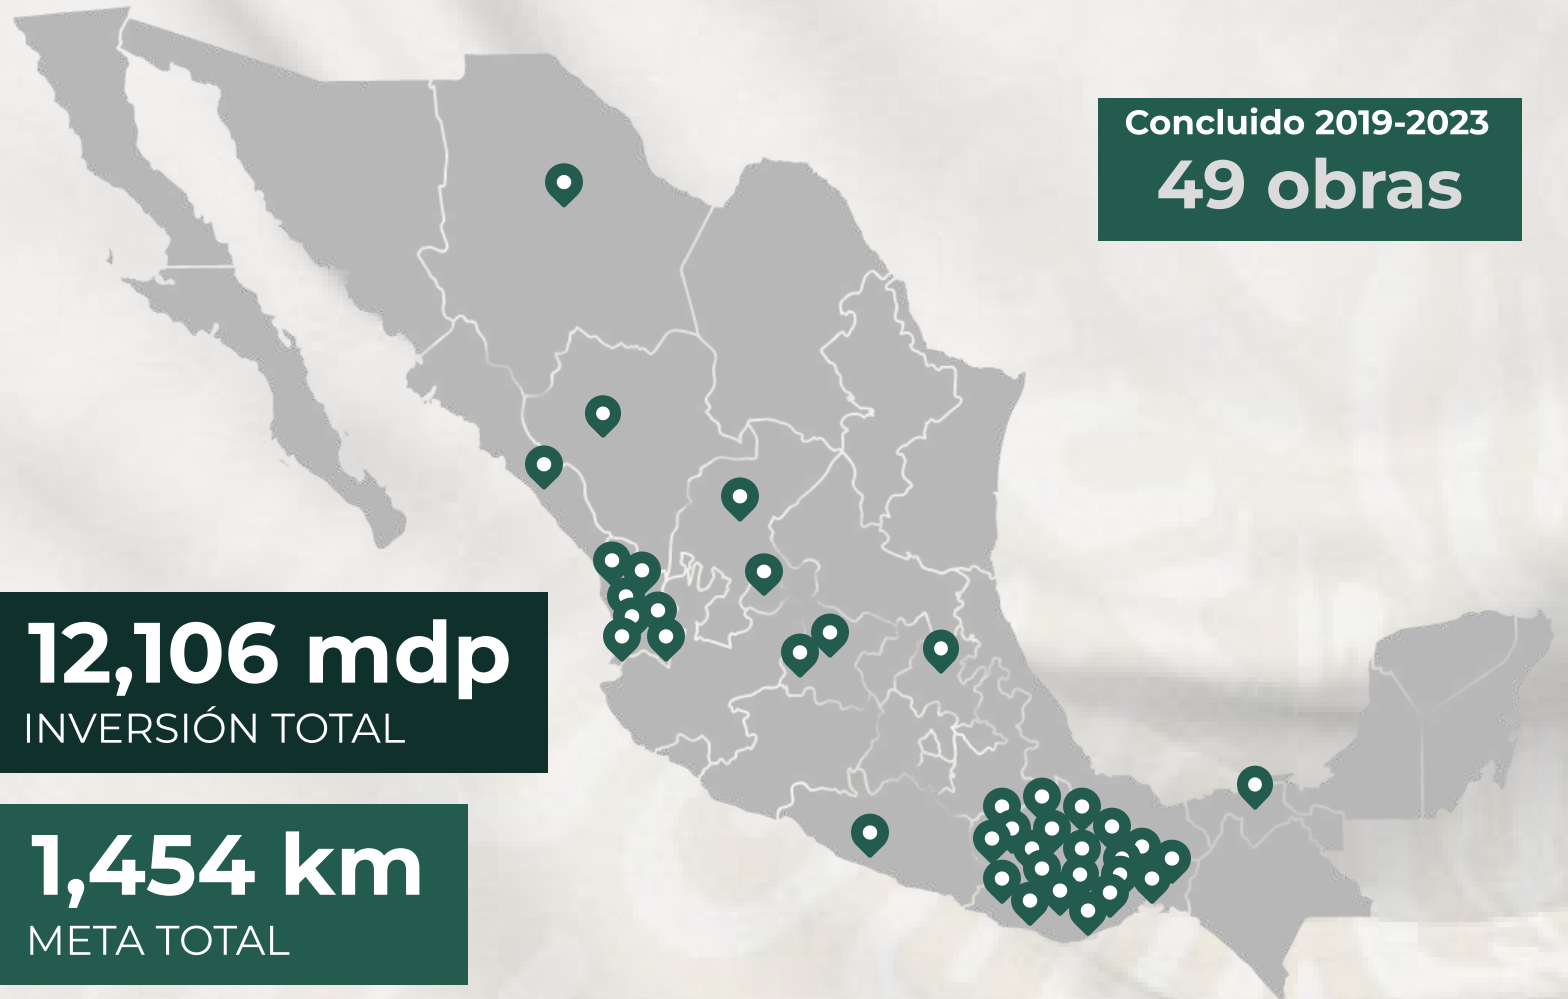 Concluido 2019-2023
49 obras
12,106 mdp
INVERSIÓN TOTAL
1,454 km
META TOTAL